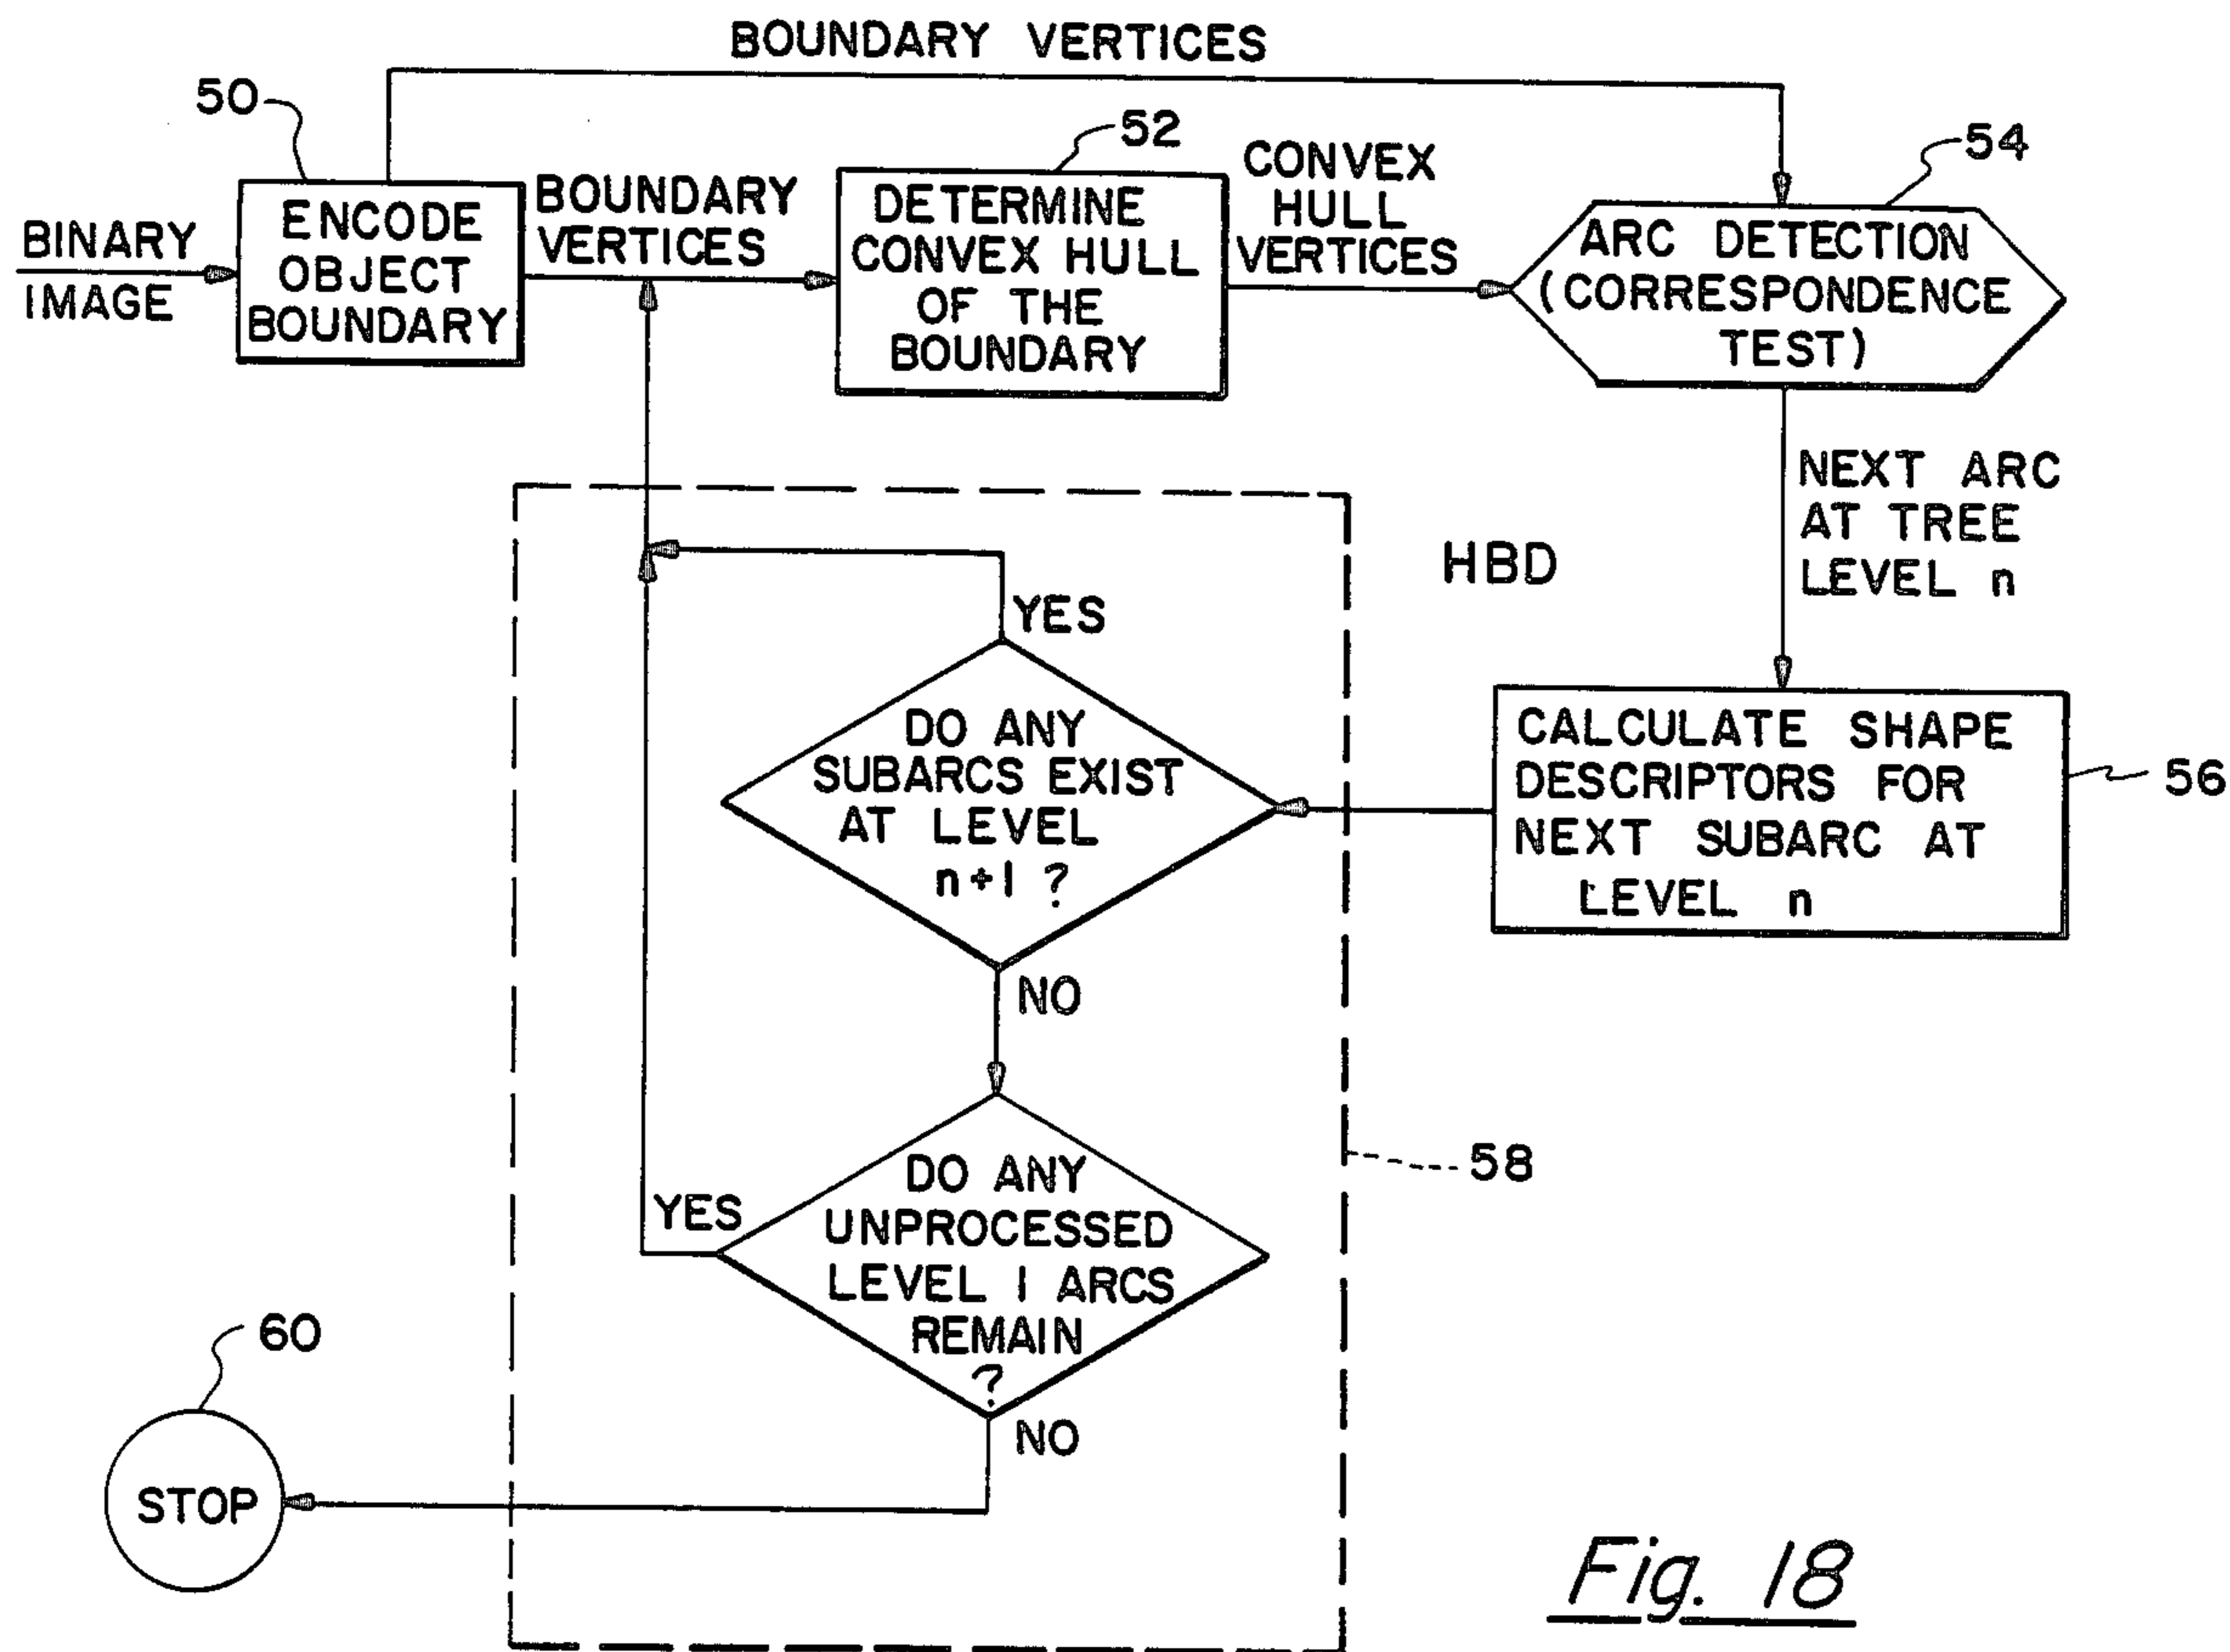 BOUNDARY VERTICES
50
52
54
BINARY
IMAGE
ENCODE
OBJECT
BOUNDARY
BOUNDARY
VERTICES
DETERMINE
CONVEX HULL
OF THE
BOUNDARY
CONVEX
HULL
VERTICES
ARC DETECTION
(CORRESPONDENCE
TEST)
NEXT ARC
AT TREE
LEVEL n
HBD
CALCULATE SHAPE
DESCRIPTORS FOR
NEXT SUBARC AT
LEVEL n
56
YES
DO ANY
SUBARCS EXIST
AT LEVEL
n+1 ?
NO
58
YES
DO ANY
UNPROCESSED
LEVEL 1 ARCS
REMAIN
?
NO
60
STOP
Fig. 18